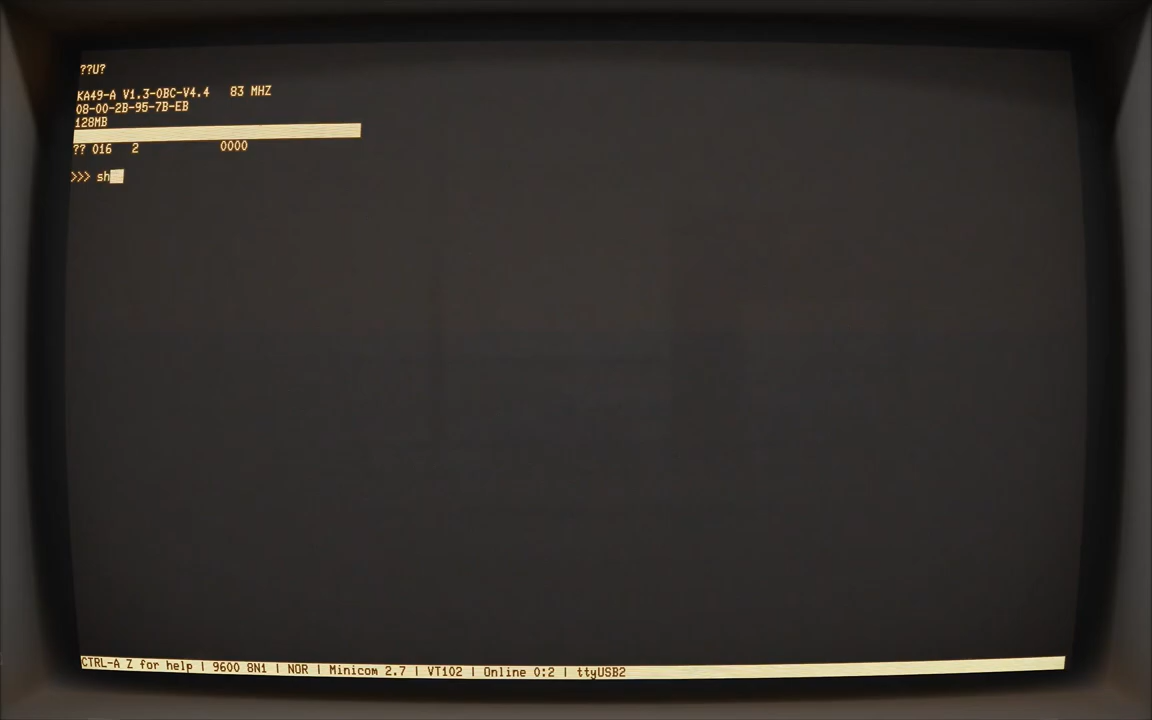 ??U?
KA49-A V1.3-0BC-V4.4 83 MHZ
08-00-2B-95-7B-EB
128MB
?? 016 2 0000
>>> sh
CTRL-A Z for help | 9600 8N1 | NOR | Minicom 2.7 | VT102 | Online 0:2 | ttyUSB2